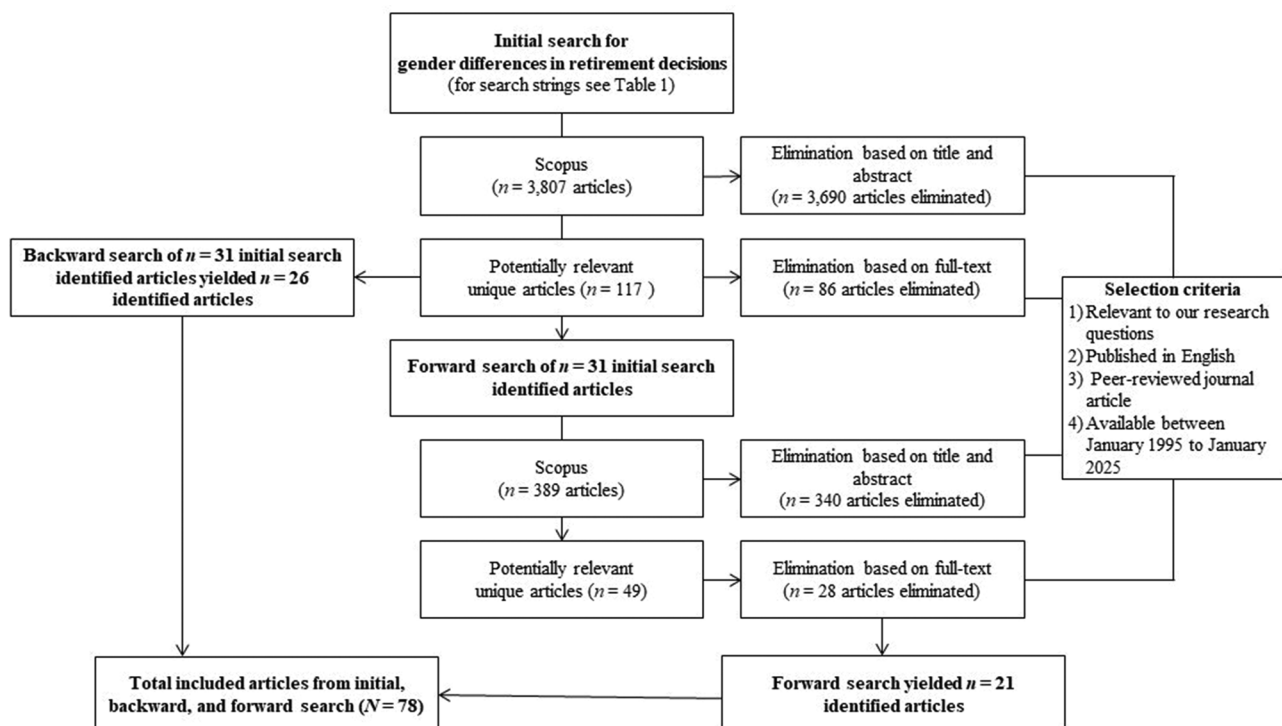 Initial search for
gender differences in retirement decisions
(for search strings see Table 1)
Scopus
(n = 3,807 articles)
Elimination based on title and
abstract
(n = 3,690 articles eliminated)
Backward search of n = 31 initial search
identified articles yielded n = 26
identified articles
Potentially relevant
unique articles (n = 117 )
Elimination based on full-text
(n = 86 articles eliminated)
Selection criteria
1) Relevant to our research
questions
2) Published in English
3) Peer-reviewed journal
article
4) Available between
January 1995 to January
2025
Forward search of n = 31 initial search
identified articles
Scopus
(n = 389 articles)
Elimination based on title and
abstract
(n = 340 articles eliminated)
Potentially relevant
unique articles (n = 49)
Elimination based on full-text
(n = 28 articles eliminated)
Total included articles from initial,
backward, and forward search (N = 78)
Forward search yielded n = 21
identified articles